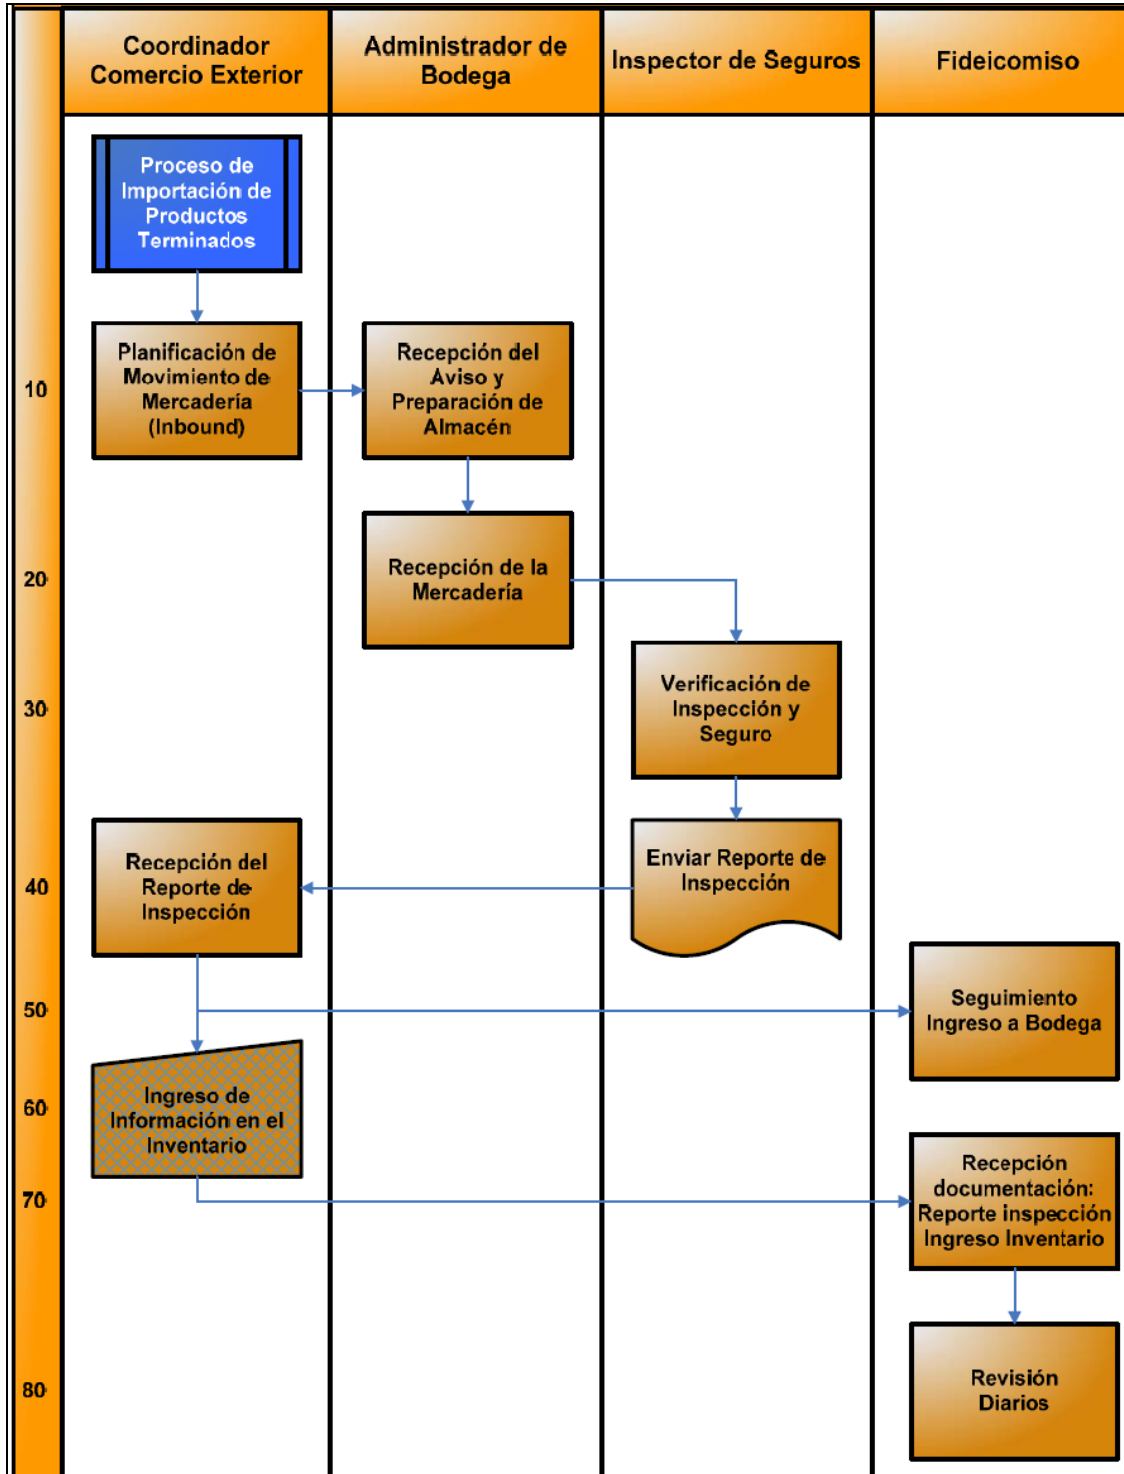 Coordinador
Comercio Exterior
Administrador de
Bodega
Inspector de Seguros
Fideicomiso
Proceso de
Importación de
Productos
Terminados
10
Planificación de
Movimiento de
Mercadería
(Inbound)
Recepción del
Aviso y
Preparación de
Almacén
20
Recepción de la
Mercadería
30
Verificación de
Inspección y
Seguro
40
Recepción del
Reporte de
Inspección
Enviar Reporte de
Inspección
50
Seguimiento
Ingreso a Bodega
60
Ingreso de
Información en el
Inventario
70
Recepción
documentación:
Reporte inspección
Ingreso Inventario
80
Revisión
Diarios